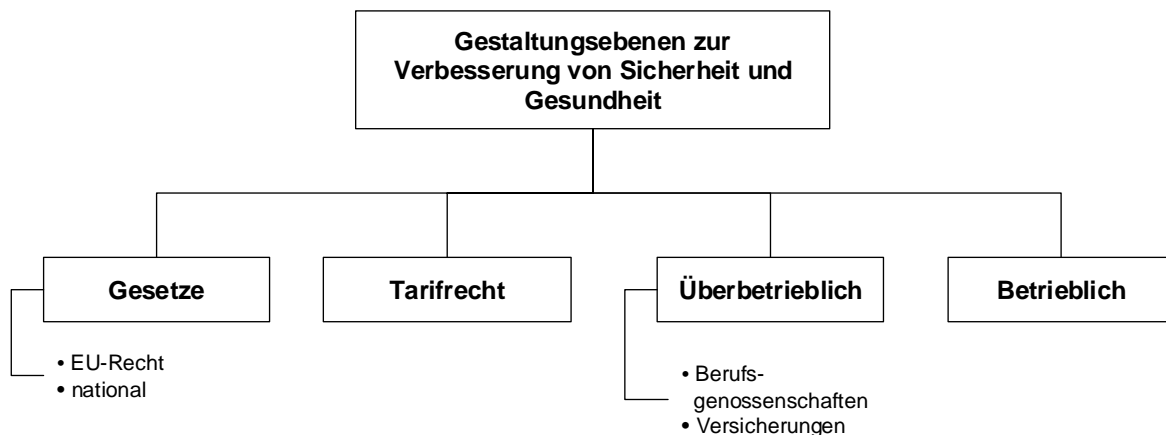 Gestaltungsebenen zur
Verbesserung von Sicherheit und
Gesundheit
Gesetze
Tarifrecht
Überbetrieblich
Betrieblich
• EU-Recht
• national
• Berufs-
genossenschaften
• Versicherungen